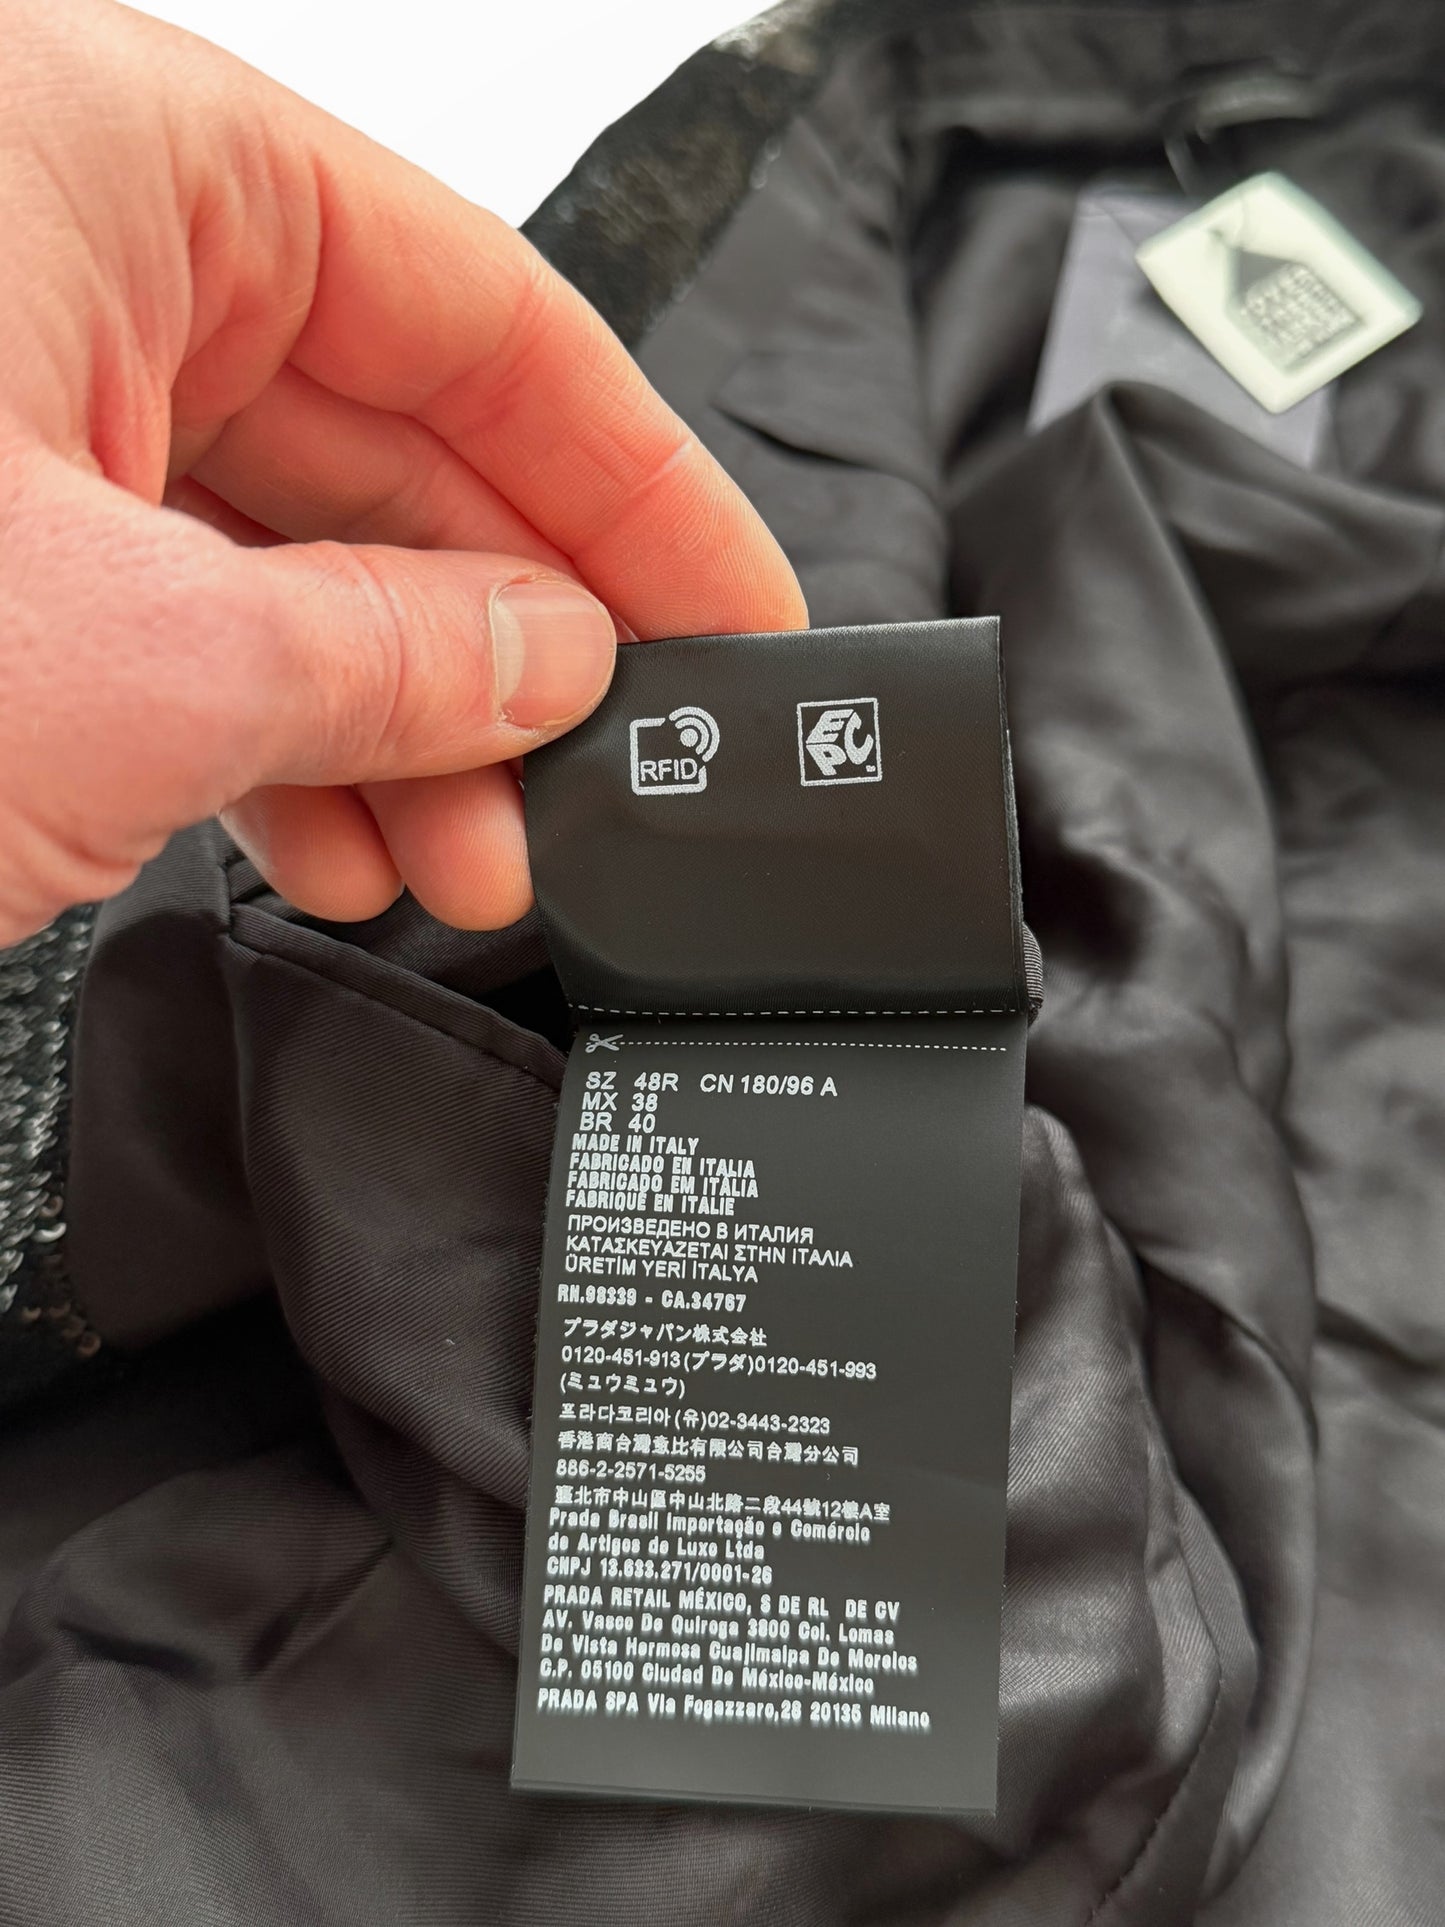 RFID
EPC
SZ 48R CN 180/96 A
MX 38
BR 40
MADE IN ITALY
FABRICADO EN ITALIA
FABRICADO EM ITALIA
FABRIQUÉ EN ITALIE
ПРОИЗВЕДЕНО В ИТАЛИЯ
ΚΑΤΑΣΚΕΥΑΖΕΤΑΙ ΣΤΗΝ ΙΤΑΛΙΑ
ÜRETİM YERİ İTALYA
RN.98339 - CA.34767
プラダジャパン株式会社
0120-451-913(プラダ)0120-451-993
(ミュウミュウ)
프라다코리아(유)02-3443-2323
香港商台灣意比有限公司台灣分公司
886-2-2571-5255
臺北市中山區中山北路二段44號12樓A室
Prada Brasil Importação e Comércio
de Artigos de Luxo Ltda
CNPJ 13.633.271/0001-26
PRADA RETAIL MÉXICO, S DE RL DE CV
AV. Vasco De Quiroga 3800 Col. Lomas
De Vista Hermosa Cuajimalpa De Morelos
C.P. 05100 Ciudad De México-México
PRADA SPA Via Fogazzaro,28 20135 Milano